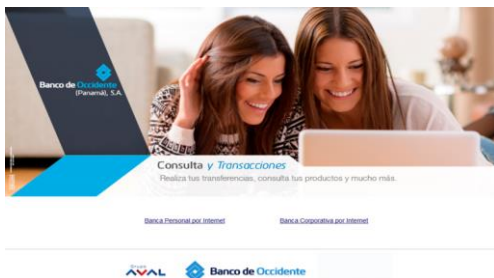 Banco de Occidente
(Panamá), S.A.
Consulta y Transacciones
Realiza tus transferencias, consulta tus productos y mucho más.
Banca Personal por Internet
Banca Corporativa por Internet
Grupo
AVAL
Banco de Occidente